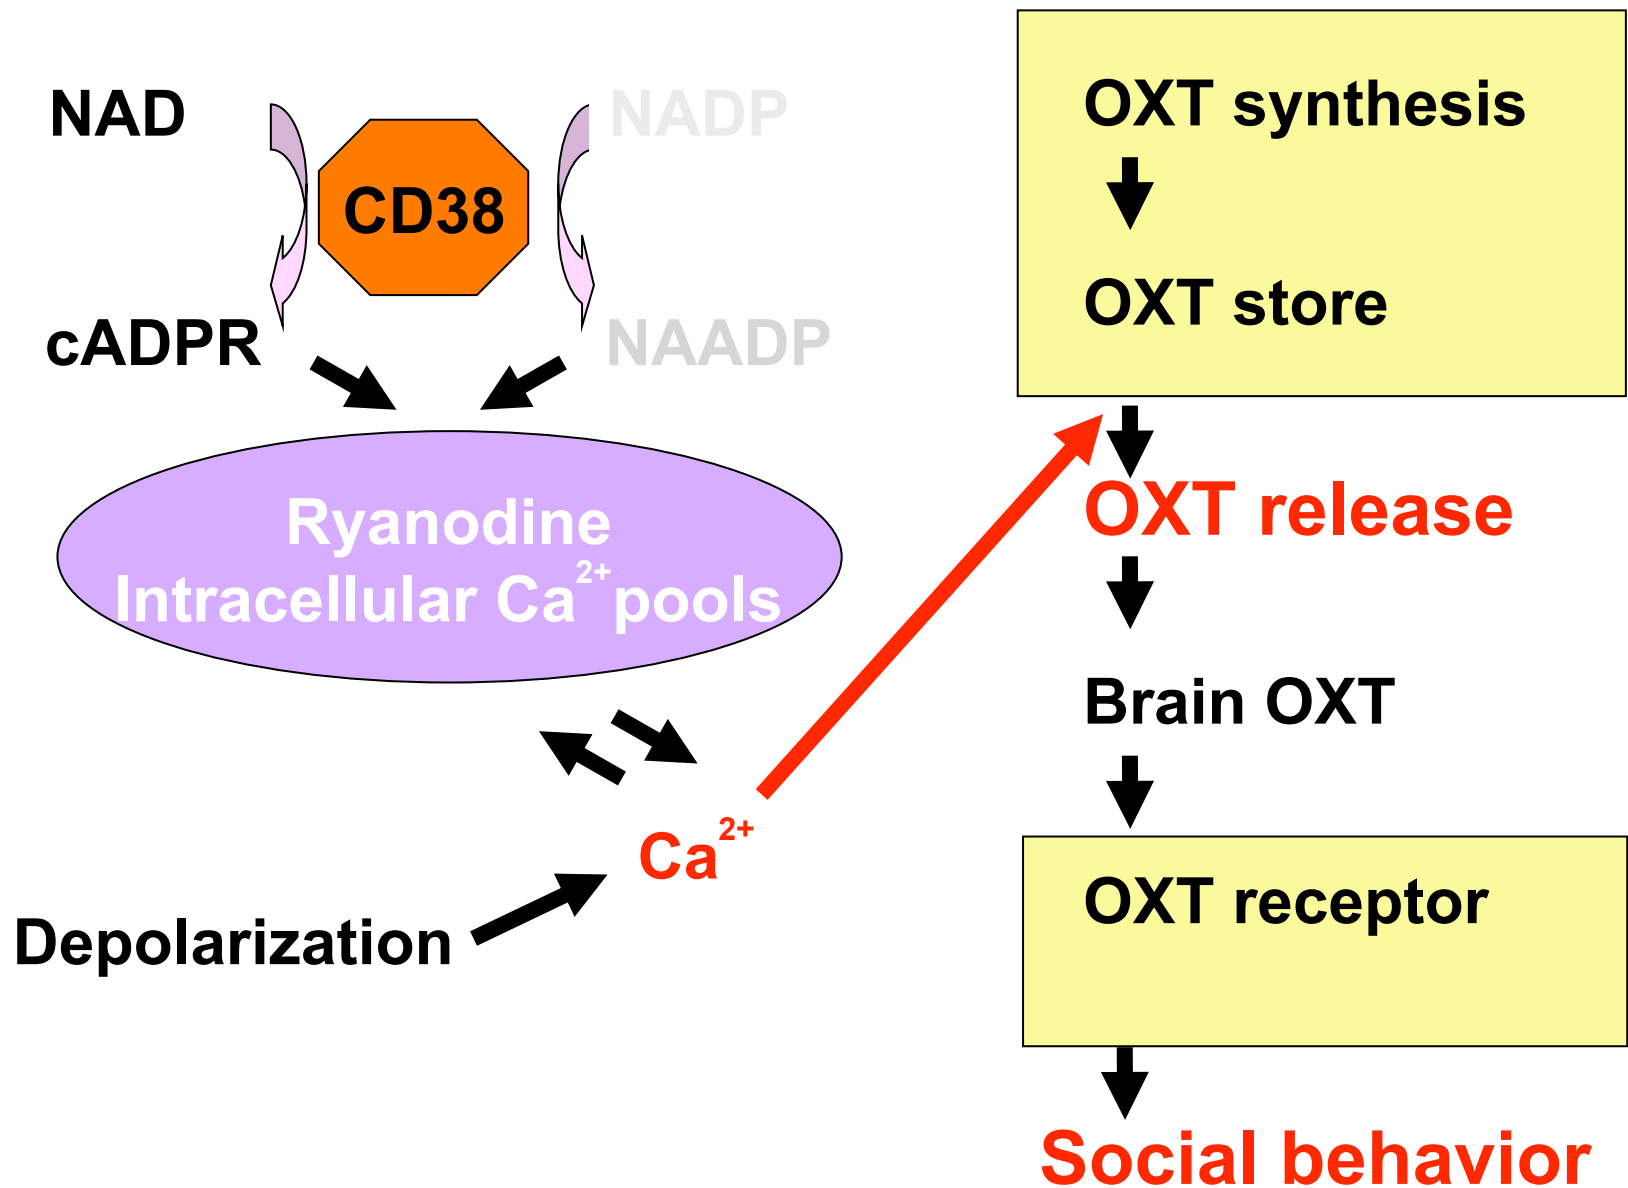 NAD
NADP
CD38
cADPR
NAADP
Ryanodine
Intracellular Ca2+ pools
Ca2+
Depolarization
OXT synthesis
OXT store
OXT release
Brain OXT
OXT receptor
Social behavior